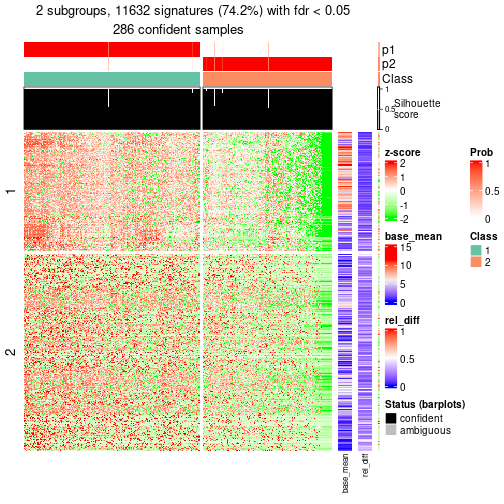 2 subgroups, 11632 signatures (74.2%) with fdr < 0.05
286 confident samples
p1
p2
Class
1
0.5
0
Silhouette
score
1
2
z-score
2
1
0
-1
-2
Prob
1
0.5
0
base_mean
15
10
5
0
Class
1
2
rel_diff
1
0.5
0
Status (barplots)
confident
ambiguous
base_mean
rel_diff